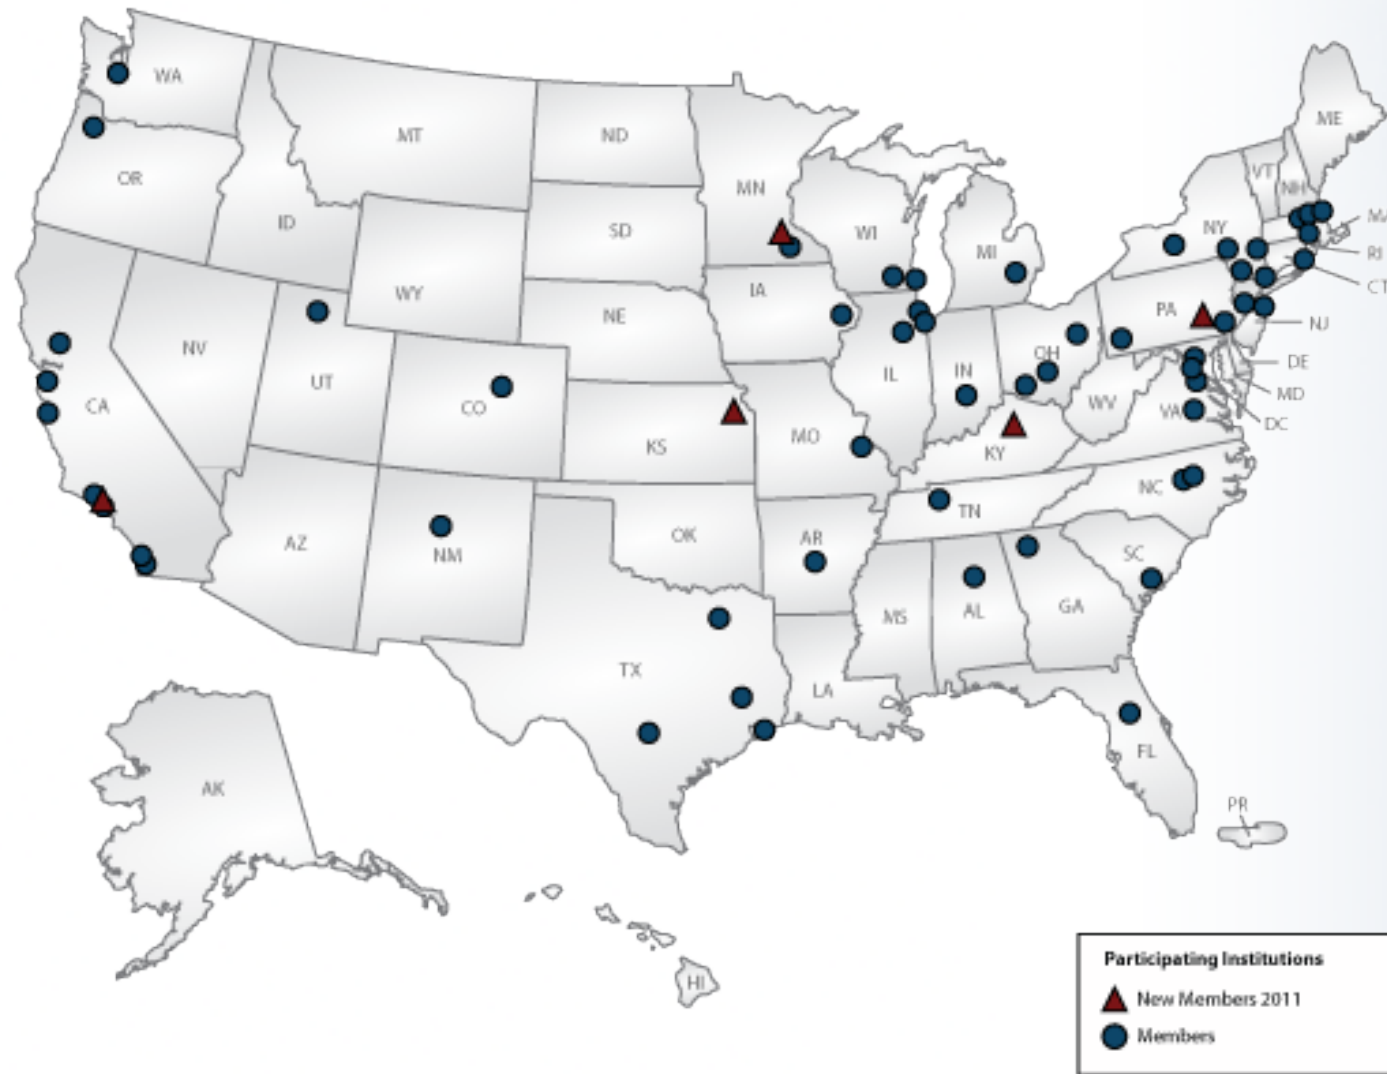 WA
MT
ND
MN
ME
VT
NH
OR
ID
SD
WI
MI
NY
MA
RI
CT
WY
IA
NE
PA
NJ
NV
UT
CO
IL
IN
OH
DE
MD
DC
CA
KS
MO
WV
VA
KY
NC
AZ
NM
OK
TN
AR
SC
MS
AL
GA
TX
LA
FL
AK
PR
HI
Participating Institutions
New Members 2011
Members